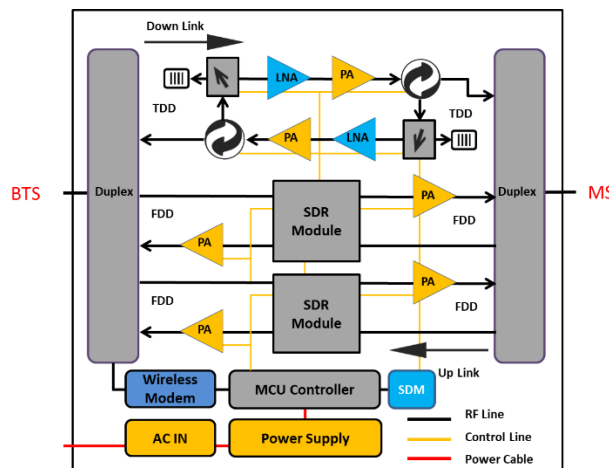 Down Link
LNA
PA
TDD
TDD
PA
LNA
BTS
Duplex
Duplex
MS
FDD
SDR
Module
PA
FDD
PA
FDD
SDR
Module
PA
FDD
PA
Up Link
Wireless
Modem
MCU Controller
SDM
AC IN
Power Supply
RF Line
Control Line
Power Cable